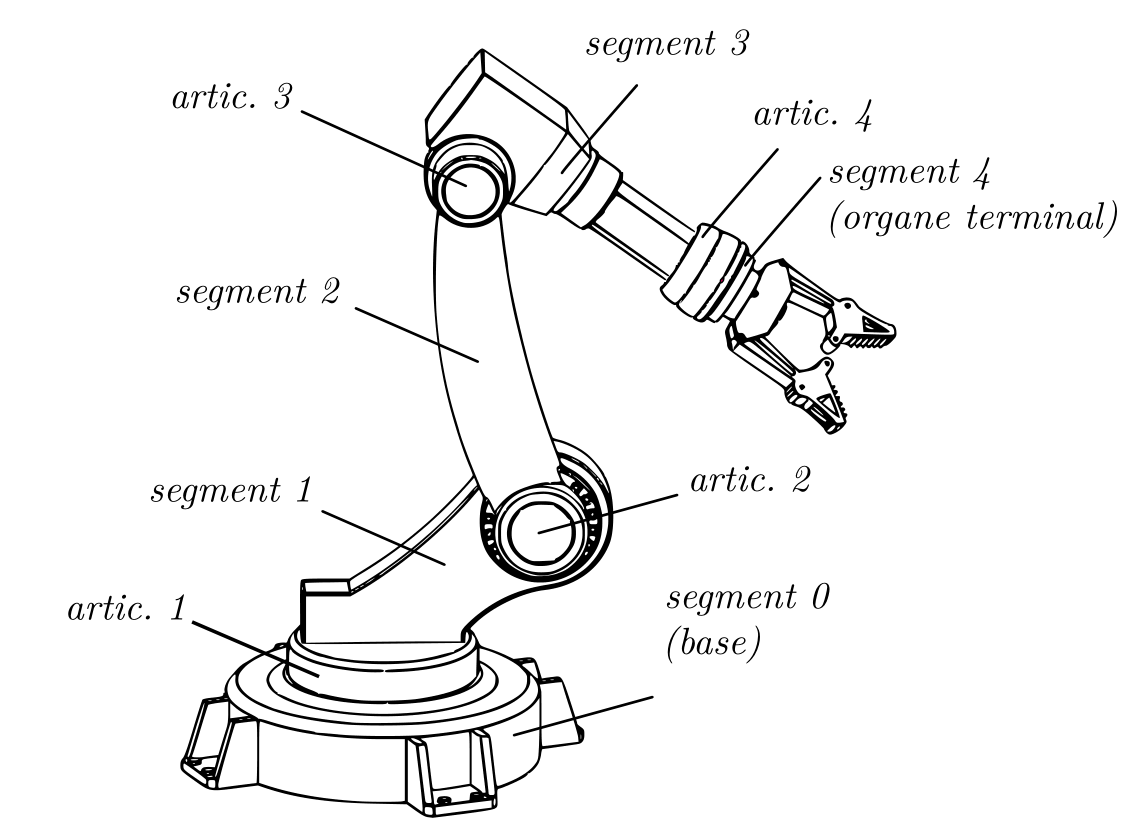 segment 3
artic. 3
artic. 4
segment 4
(organe terminal)
segment 2
artic. 2
segment 1
segment 0
(base)
artic. 1